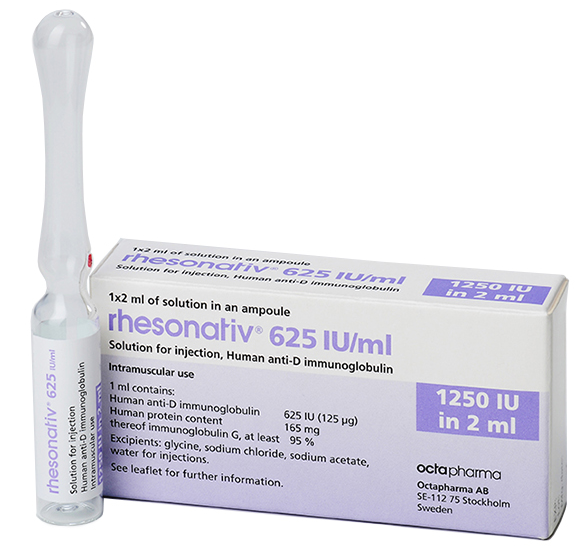 1x2 ml of solution in an ampoule
rhesonativ® 625 IU/ml
Solution for injection, Human anti-D immunoglobulin
1250 IU
in 2 ml
1x2 ml of solution in an ampoule
rhesonativ® 625 IU/ml
Solution for injection, Human anti-D immunoglobulin
Intramuscular use
1 ml contains:
Human anti-D immunoglobulin 625 IU (125 µg)
Human protein content 165 mg
thereof immunoglobulin G, at least 95 %
Excipients: glycine, sodium chloride, sodium acetate,
water for injections.
See leaflet for further information.
1250 IU
in 2 ml
octapharma
Octapharma AB
SE-112 75 Stockholm
Sweden
rhesonativ® 625 IU/ml
Solution for injection
Human anti-D immunoglobulin
Intramuscular use
1250 IU in 2 ml